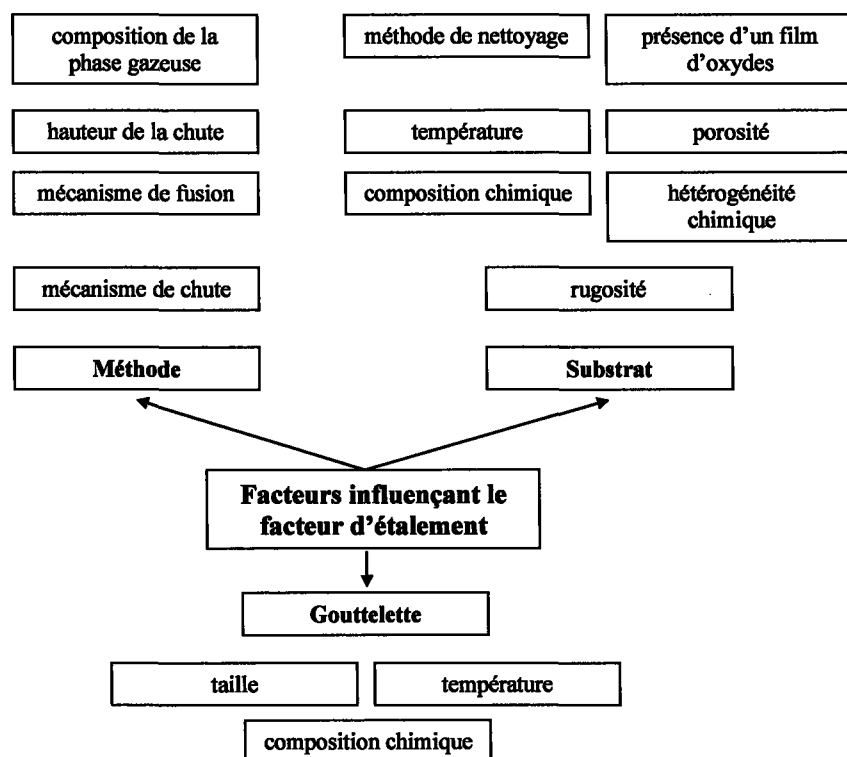 composition de la
phase gazeuse
méthode de nettoyage
présence d'un film
d'oxydes
hauteur de la chute
température
porosité
mécanisme de fusion
composition chimique
hétérogénéité
chimique
mécanisme de chute
rugosité
Méthode
Substrat
Facteurs influençant le
facteur d'étalement
Gouttelette
taille
température
composition chimique